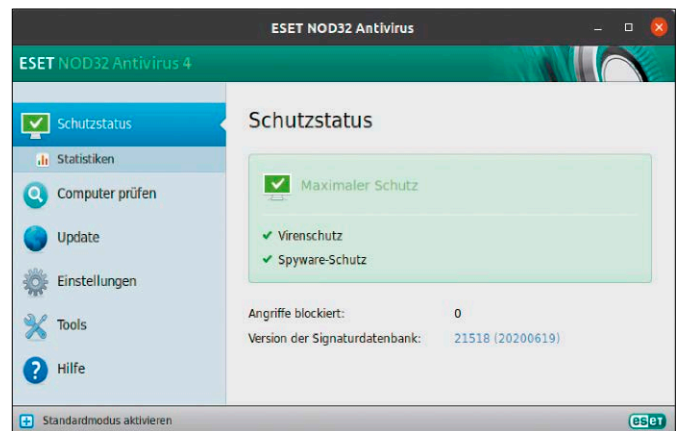 ESET NOD32 Antivirus
ESET NOD32 Antivirus 4
Schutzstatus
Statistiken
Computer prüfen
Update
Einstellungen
Tools
Hilfe
Schutzstatus
Maximaler Schutz
Virenschutz
Spyware-Schutz
Angriffe blockiert: 0
Version der Signaturdatenbank: 21518 (20200619)
Standardmodus aktivieren
eseT